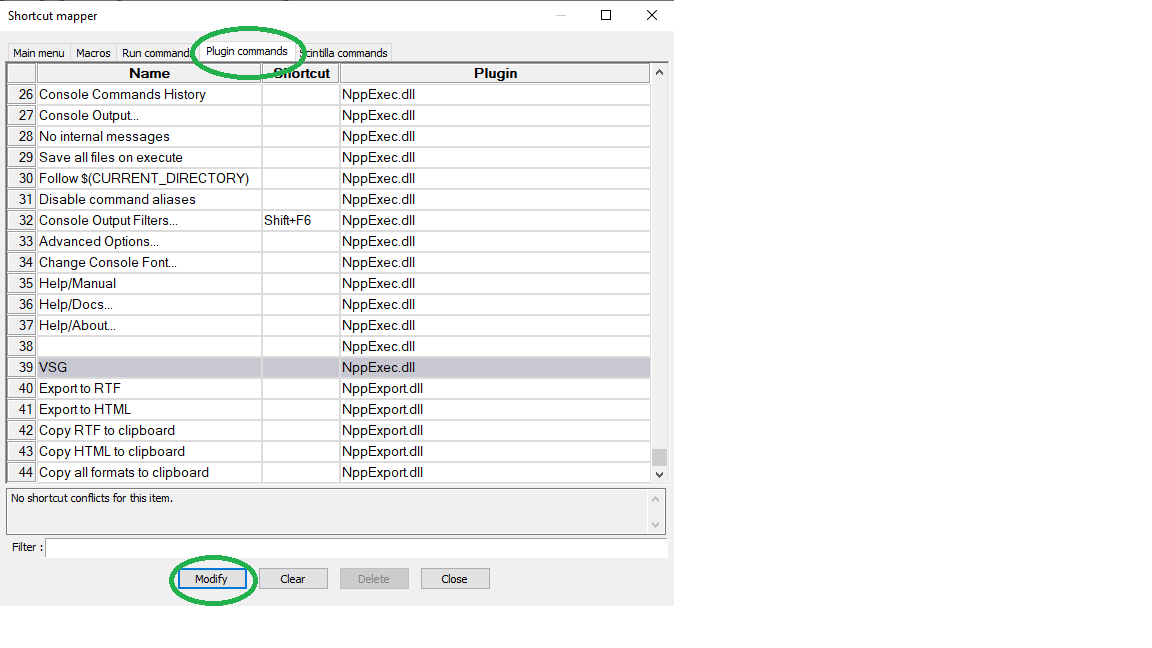 Shortcut mapper
Main menu Macros Run command Plugin commands Scintilla commands
Name Shortcut Plugin
26 Console Commands History NppExec.dll
27 Console Output... NppExec.dll
28 No internal messages NppExec.dll
29 Save all files on execute NppExec.dll
30 Follow $(CURRENT_DIRECTORY) NppExec.dll
31 Disable command aliases NppExec.dll
32 Console Output Filters... Shift+F6 NppExec.dll
33 Advanced Options... NppExec.dll
34 Change Console Font... NppExec.dll
35 Help/Manual NppExec.dll
36 Help/Docs... NppExec.dll
37 Help/About... NppExec.dll
38 NppExec.dll
39 VSG NppExec.dll
40 Export to RTF NppExport.dll
41 Export to HTML NppExport.dll
42 Copy RTF to clipboard NppExport.dll
43 Copy HTML to clipboard NppExport.dll
44 Copy all formats to clipboard NppExport.dll
No shortcut conflicts for this item.
Filter :
Modify Clear Delete Close